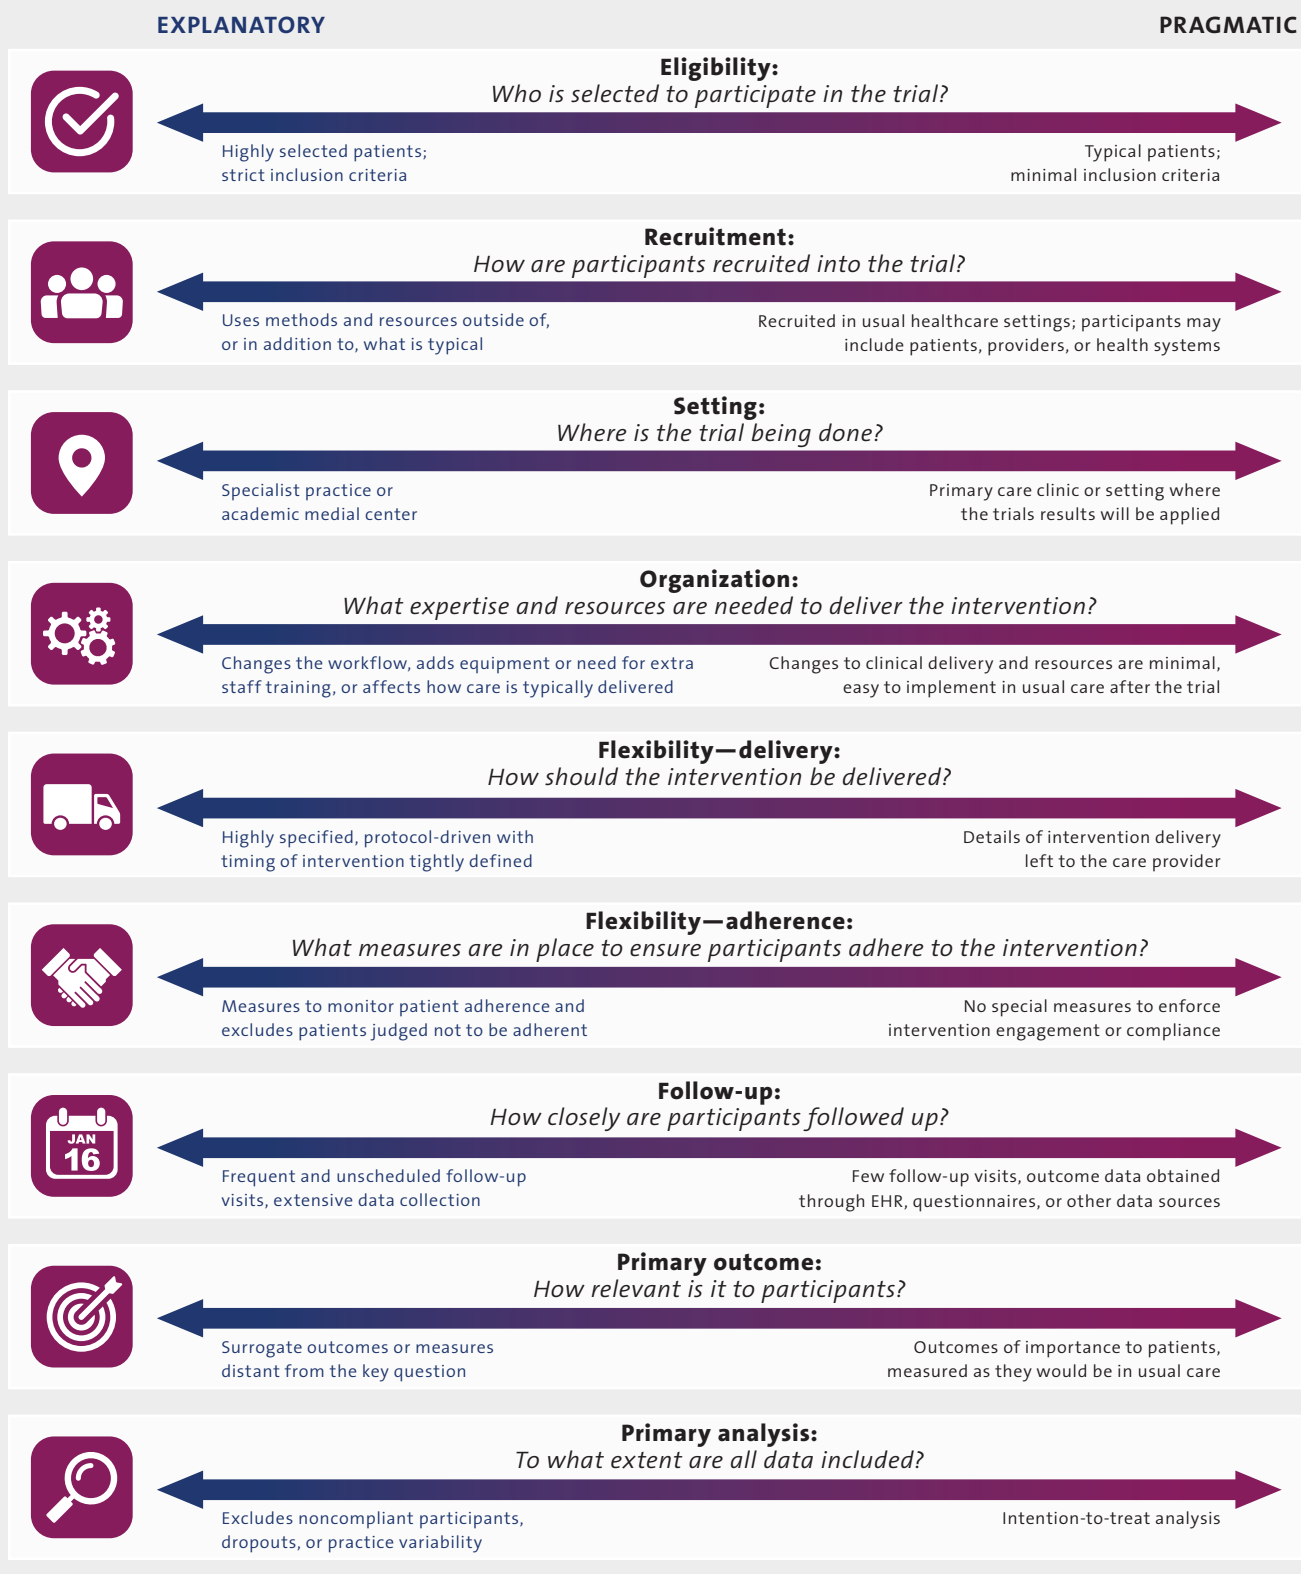 EXPLANATORY
PRAGMATIC
Eligibility:
Who is selected to participate in the trial?
Highly selected patients;
strict inclusion criteria
Typical patients;
minimal inclusion criteria
Recruitment:
How are participants recruited into the trial?
Uses methods and resources outside of,
or in addition to, what is typical
Recruited in usual healthcare settings; participants may
include patients, providers, or health systems
Setting:
Where is the trial being done?
Specialist practice or
academic medial center
Primary care clinic or setting where
the trials results will be applied
Organization:
What expertise and resources are needed to deliver the intervention?
Changes the workflow, adds equipment or need for extra
staff training, or affects how care is typically delivered
Changes to clinical delivery and resources are minimal,
easy to implement in usual care after the trial
Flexibility—delivery:
How should the intervention be delivered?
Highly specified, protocol-driven with
timing of intervention tightly defined
Details of intervention delivery
left to the care provider
Flexibility—adherence:
What measures are in place to ensure participants adhere to the intervention?
Measures to monitor patient adherence and
excludes patients judged not to be adherent
No special measures to enforce
intervention engagement or compliance
JAN
16
Follow-up:
How closely are participants followed up?
Frequent and unscheduled follow-up
visits, extensive data collection
Few follow-up visits, outcome data obtained
through EHR, questionnaires, or other data sources
Primary outcome:
How relevant is it to participants?
Surrogate outcomes or measures
distant from the key question
Outcomes of importance to patients,
measured as they would be in usual care
Primary analysis:
To what extent are all data included?
Excludes noncompliant participants,
dropouts, or practice variability
Intention-to-treat analysis